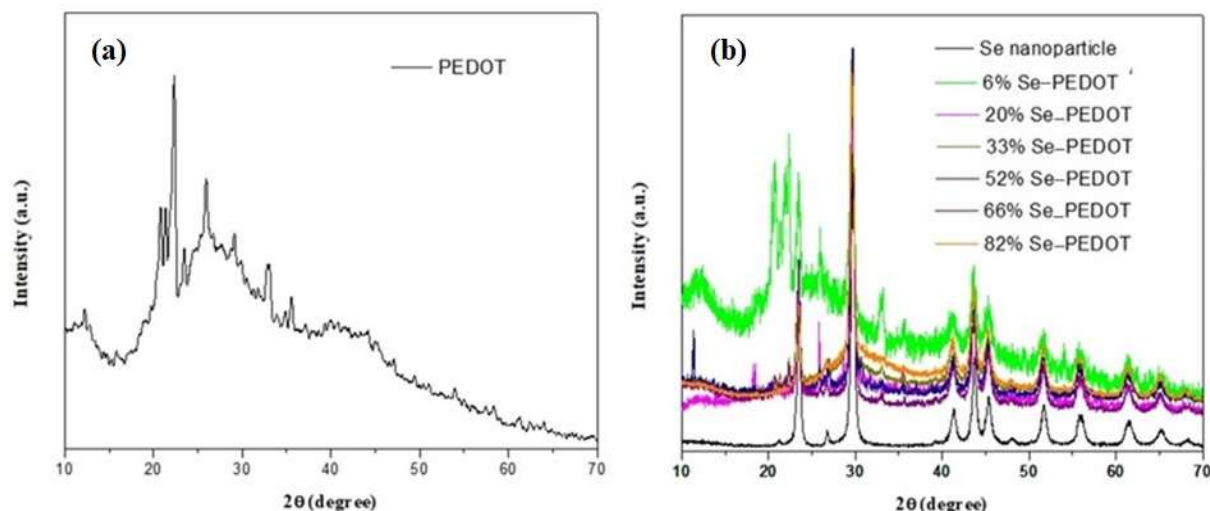 (a)
PEDOT
Intensity (a.u.)
10 20 30 40 50 60 70
2θ (degree)
(b)
Se nanoparticle
6% Se–PEDOT
20% Se–PEDOT
33% Se–PEDOT
52% Se–PEDOT
66% Se–PEDOT
82% Se–PEDOT
Intensity (a.u.)
10 20 30 40 50 60 70
2θ (degree)